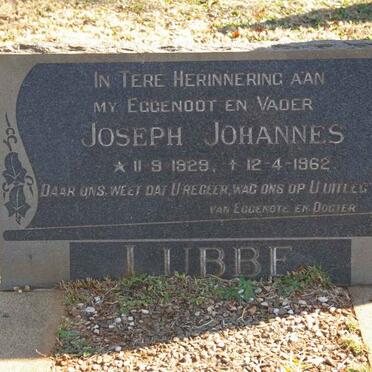 IN TERE HERINNERING AAN
MY EGGENOOT EN VADER
JOSEPH JOHANNES
★ 11-9-1929, ✝ 12-4-1962
DAAR ONS, WEET DAT U REGEER, WAG ONS OP U UITLEG
VAN EGGENOTE EN DOGTER
LUBBE